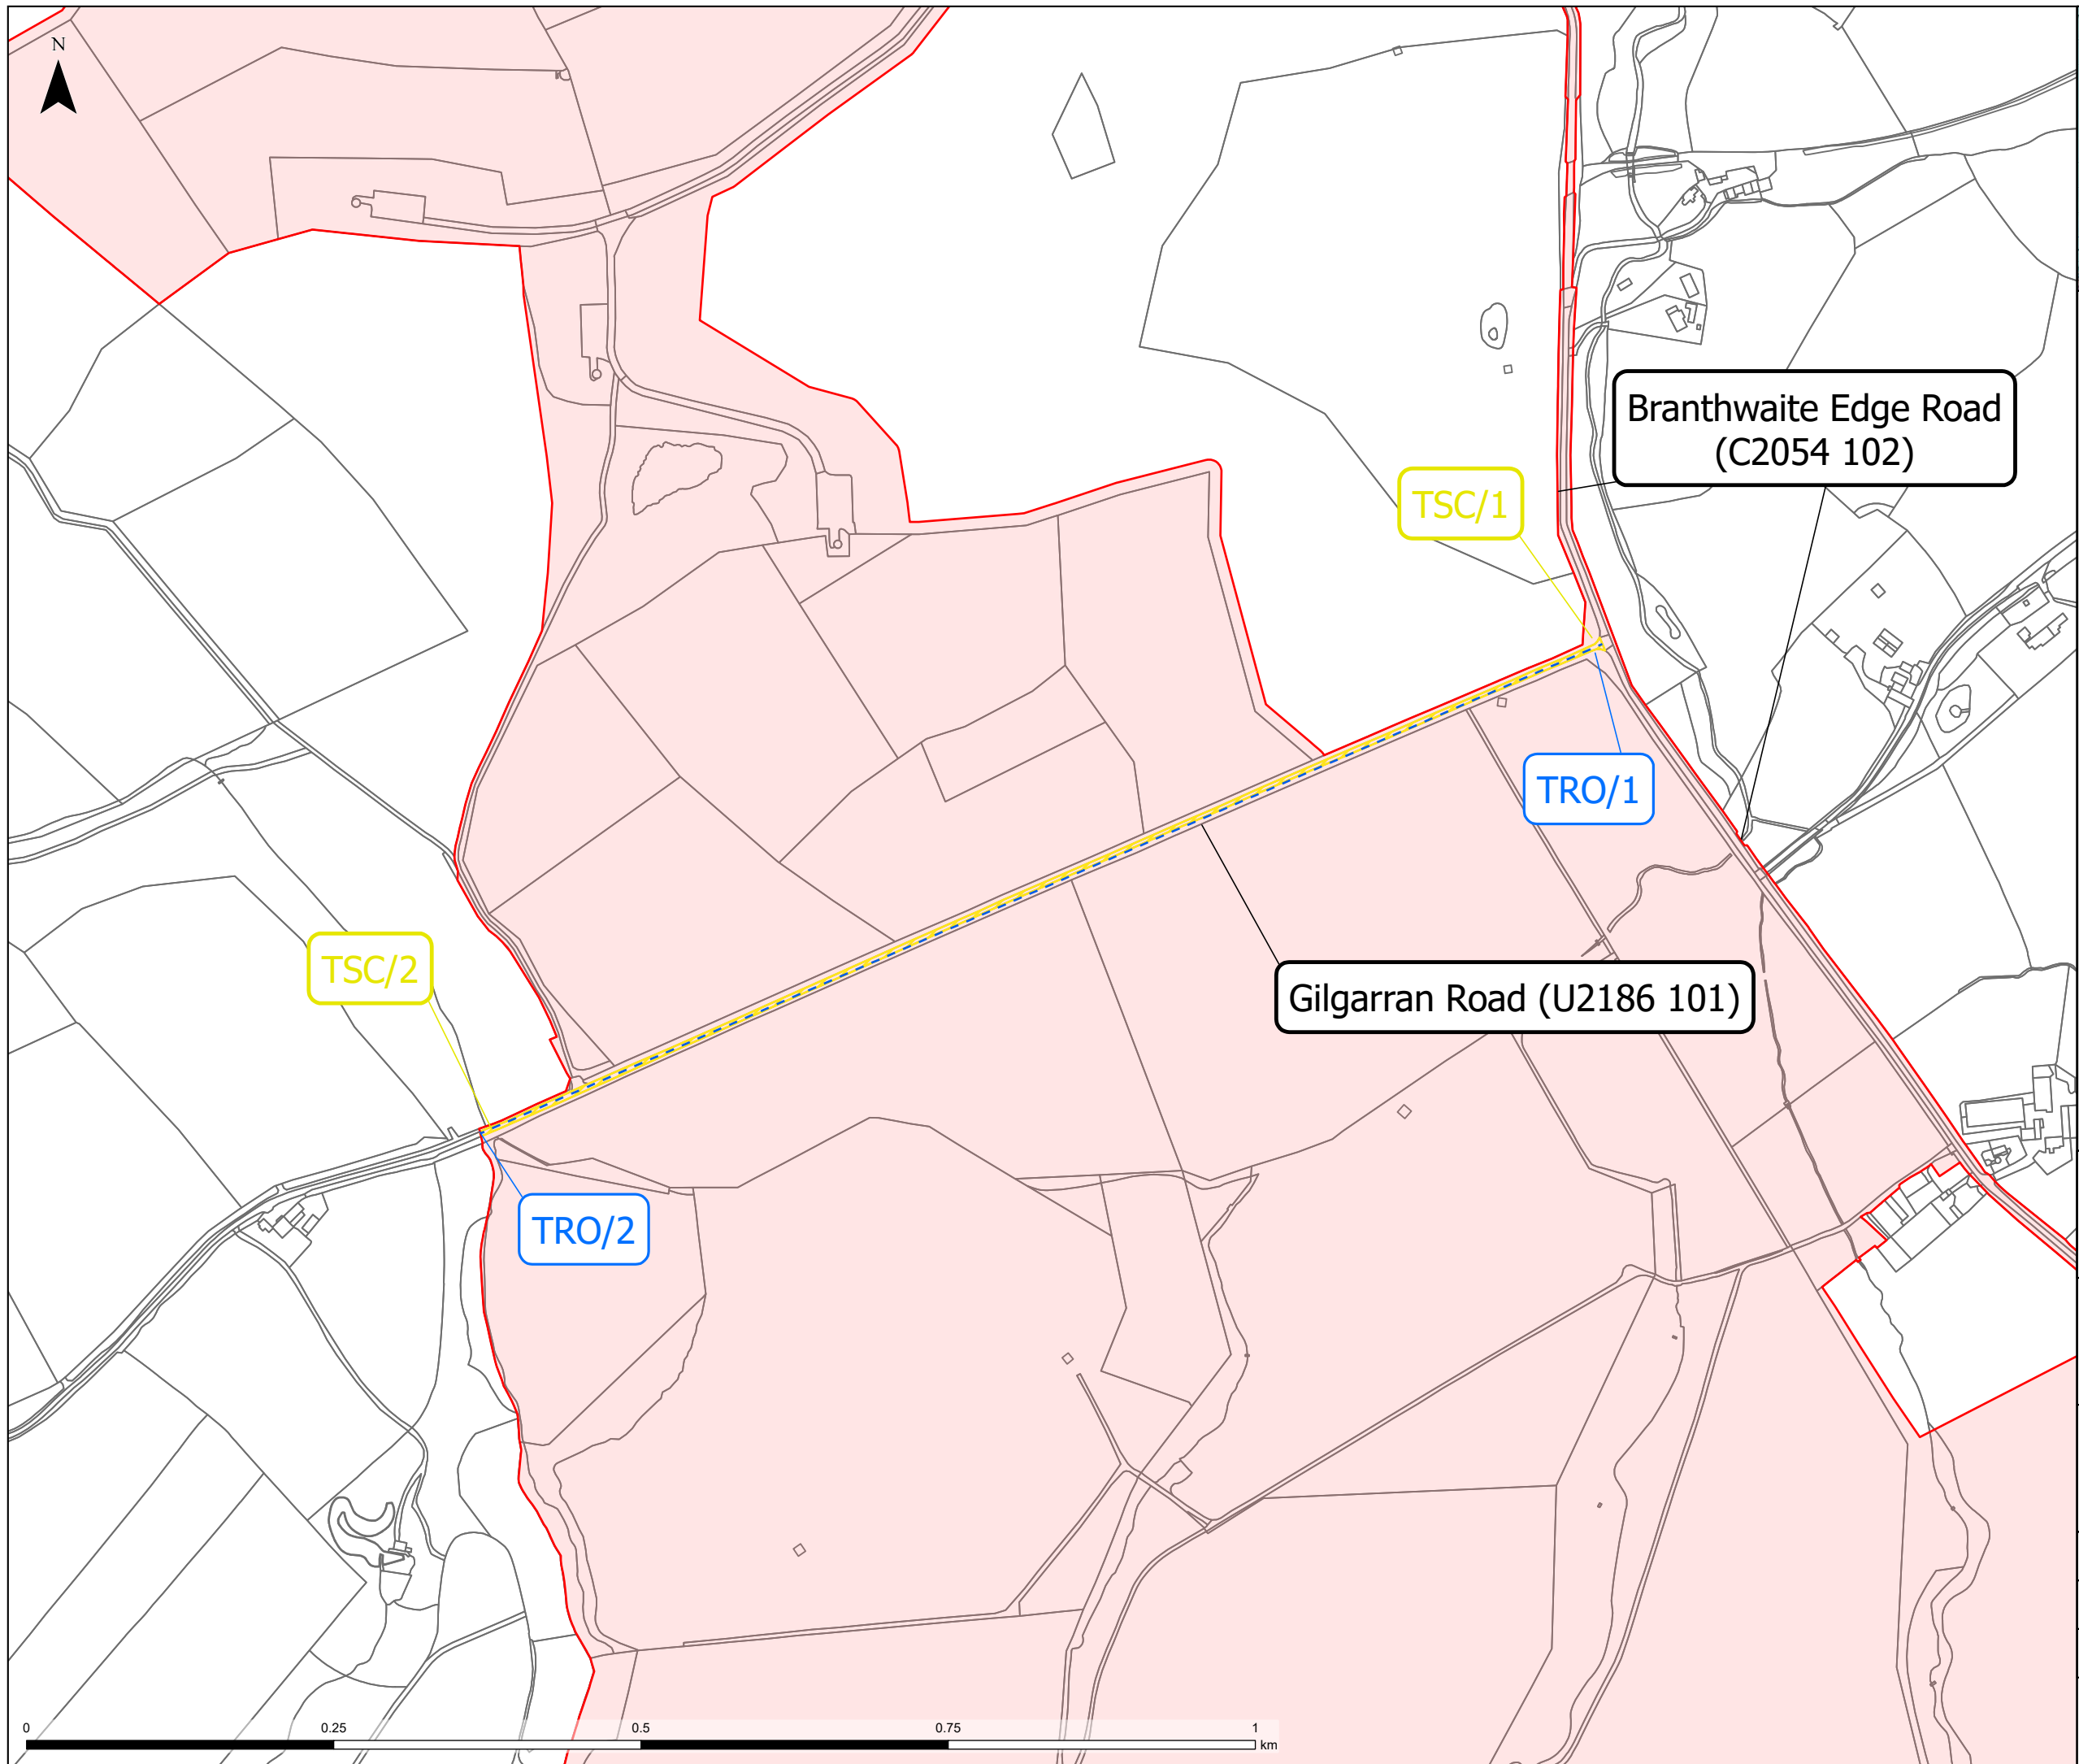 N
Branthwaite Edge Road
(C2054 102)
TSC/1
TRO/1
TSC/2
Gilgarran Road (U2186 101)
TRO/2
0 0.25 0.5 0.75 1
km